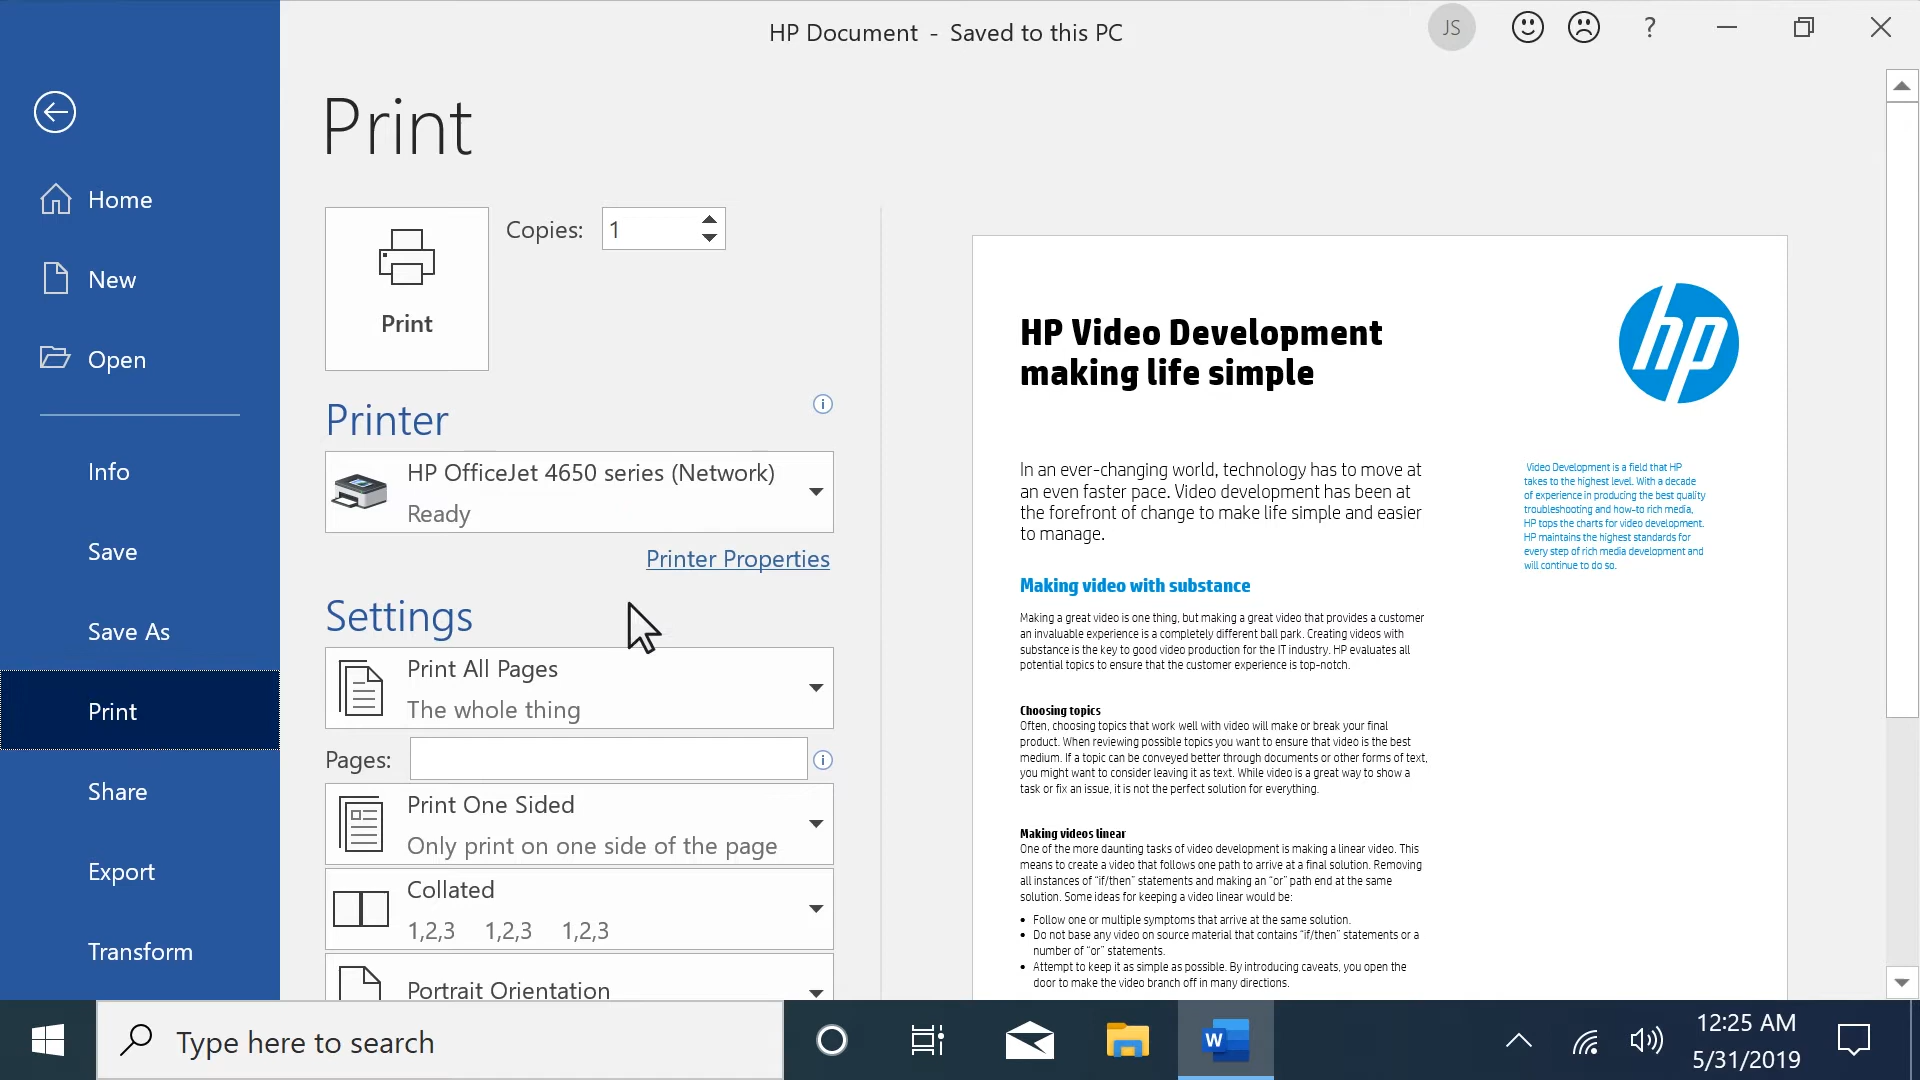 HP Document - Saved to this PC
JS
?
Print
Home
New
Open
Info
Save
Save As
Print
Share
Export
Transform
Print
Copies:
1
Printer
HP OfficeJet 4650 series (Network)
Ready
Printer Properties
Settings
Print All Pages
The whole thing
Pages:
Print One Sided
Only print on one side of the page
Collated
1,2,3 1,2,3 1,2,3
Portrait Orientation
hp
HP Video Development
making life simple
In an ever-changing world, technology has to move at
an even faster pace. Video development has been at
the forefront of change to make life simple and easier
to manage.
Video Development is a field that HP
takes to the highest level. With a decade
of experience in producing the best quality
troubleshooting and how-to rich media,
HP tops the charts for video development.
HP maintains the highest standards for
every step of rich media development and
will continue to do so.
Making video with substance
Making a great video is one thing, but making a great video that provides a customer
an invaluable experience is a completely different ball park. Creating videos with
substance is the key to good video production for the IT industry. HP evaluates all
potential topics to ensure that the customer experience is top-notch.
Choosing topics
Often, choosing topics that work well with video will make or break your final
product. When reviewing possible topics you want to ensure that video is the best
medium. If a topic can be conveyed better through documents or other forms of text,
you might want to consider leaving it as text. While video is a great way to show a
task or fix an issue, it is not the perfect solution for everything.
Making videos linear
One of the more daunting tasks of video development is making a linear video. This
means to create a video that follows one path to arrive at a final solution. Removing
all instances of "if/then" statements and making an "or" path end at the same
solution. Some ideas for keeping a video linear would be:
• Follow one or multiple symptoms that arrive at the same solution.
• Do not base any video on source material that contains "if/then" statements or a
number of "or" statements.
• Attempt to keep it as simple as possible. By introducing caveats, you open the
door to make the video branch off in many directions.
Type here to search
W
12:25 AM
5/31/2019